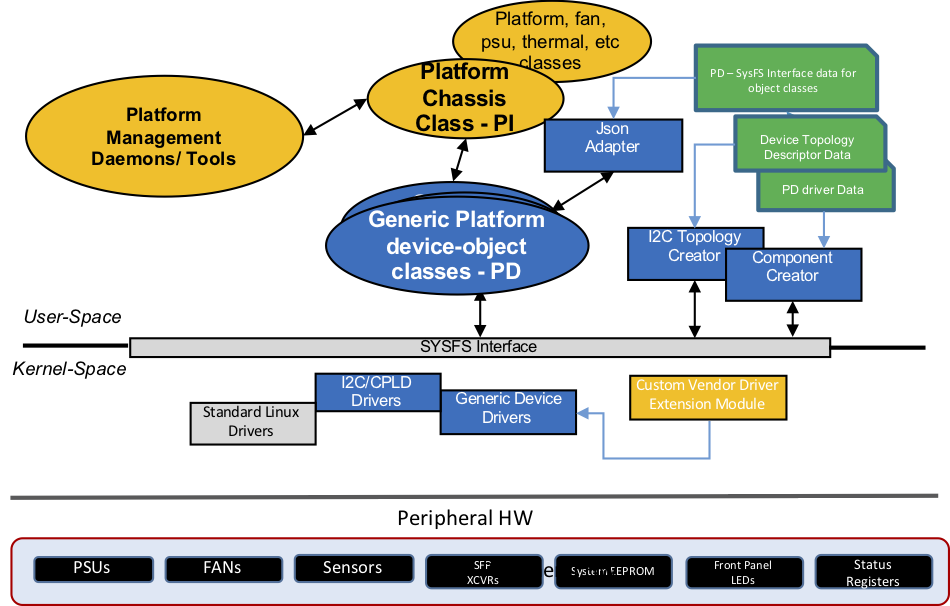 Platform, fan,
psu, thermal, etc
classes
Platform
Chassis
Class - PI
Platform
Management
Daemons/ Tools
PD – SysFS Interface data for
object classes
Json
Adapter
Device Topology
Descriptor Data
PD driver Data
Generic Platform
device-object
classes - PD
I2C Topology
Creator
Component
Creator
User-Space
SYSFS Interface
Kernel-Space
I2C/CPLD
Drivers
Custom Vendor Driver
Extension Module
Generic Device
Drivers
Standard Linux
Drivers
Peripheral HW
PSUs
FANs
Sensors
SFP
XCVRs
e
System EEPROM
Front Panel
LEDs
Status
Registers